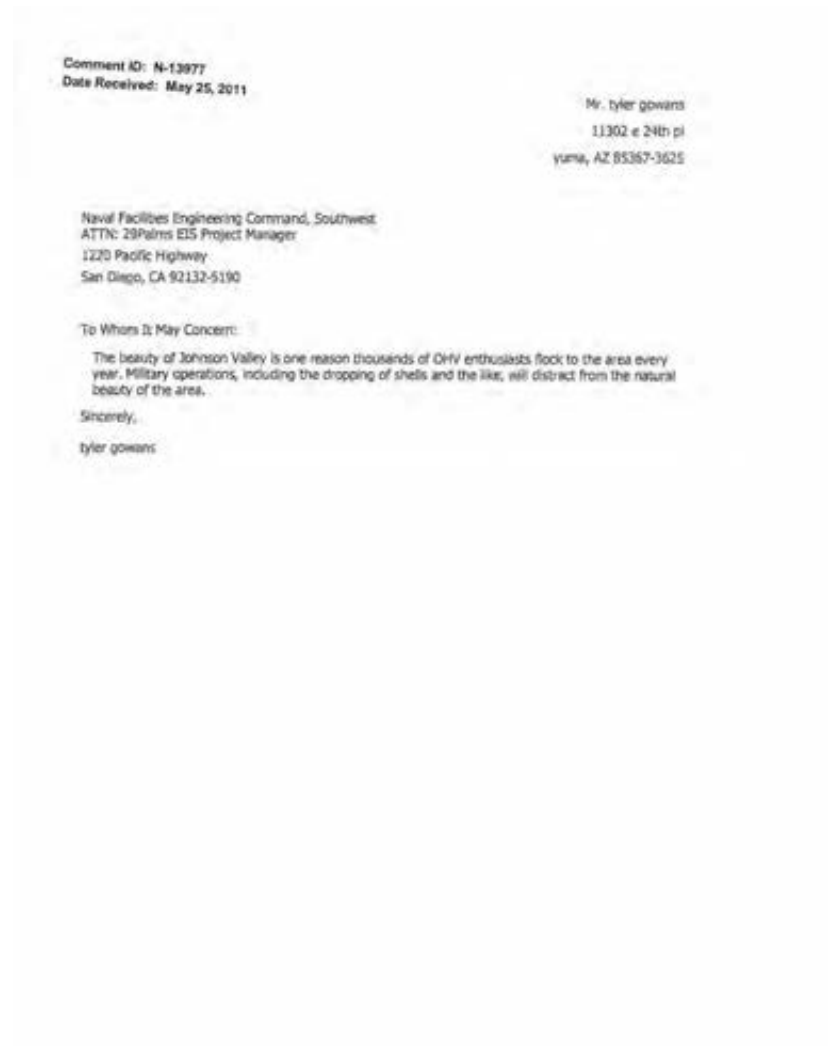 Comment ID: N-13977
Date Received: May 25, 2011
Mr. tyler gowans
11302 e 24th pl
yuma, AZ 85367-3625
Naval Facilities Engineering Command, Southwest
ATTN: 29Palms EIS Project Manager
1220 Pacific Highway
San Diego, CA 92132-5190
To Whom It May Concern:
The beauty of Johnson Valley is one reason thousands of OHV enthusiasts flock to the area every
year. Military operations, including the dropping of shells and the like, will distract from the natural
beauty of the area.
Sincerely,
tyler gowans